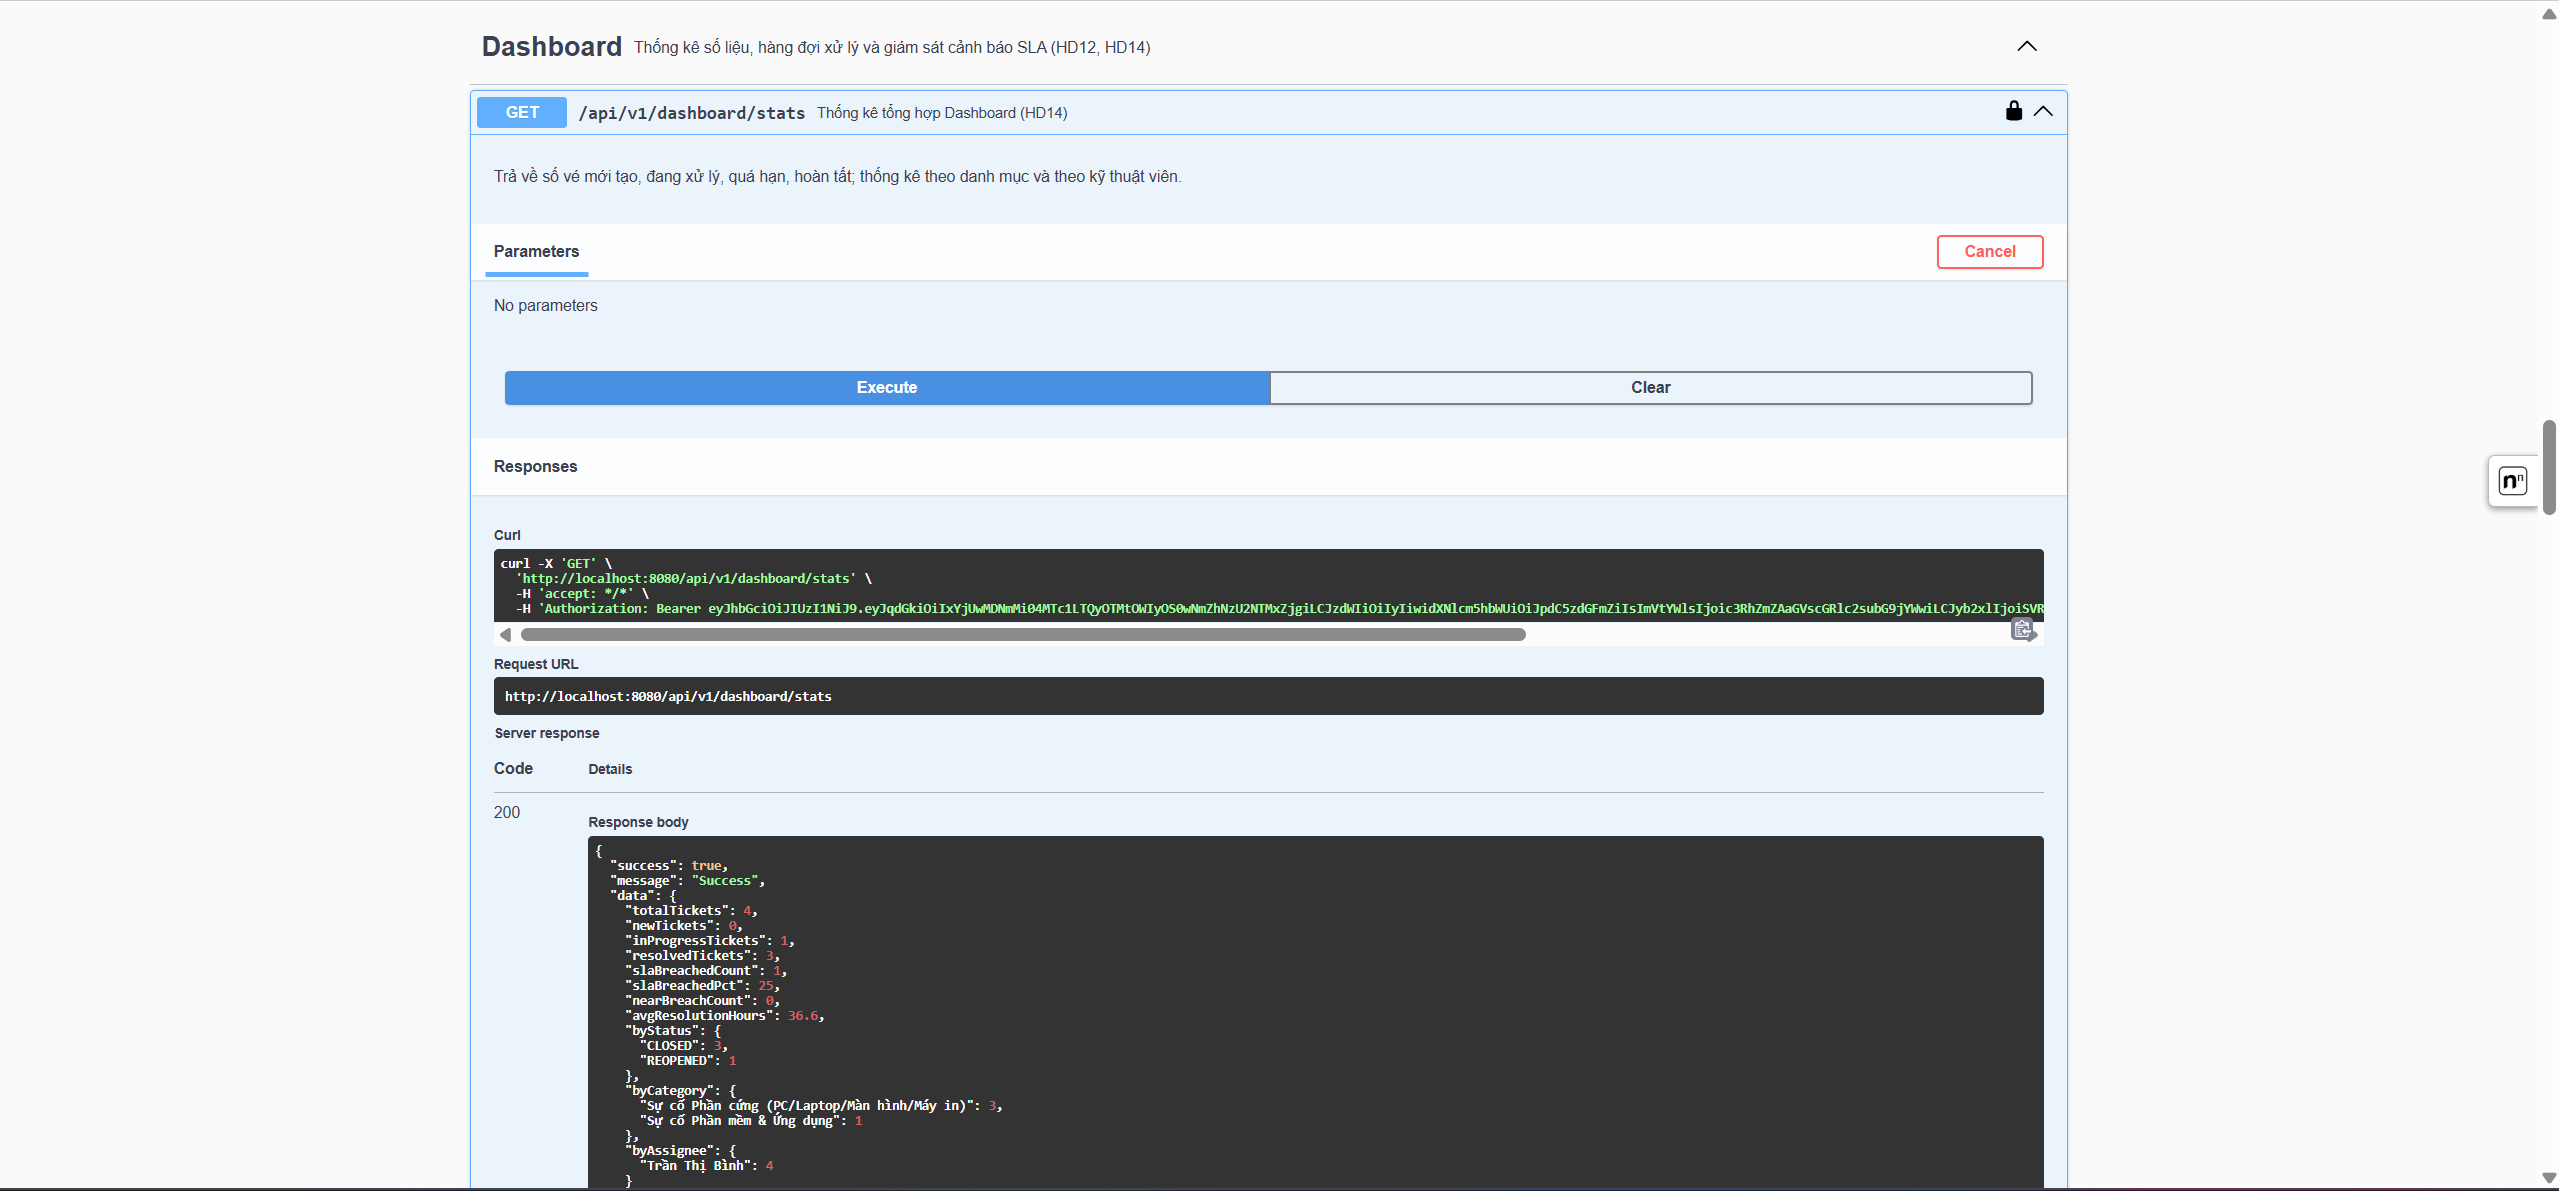 Dashboard Thống kê số liệu, hàng đợi xử lý và giám sát cảnh báo SLA (HD12, HD14)
GET /api/v1/dashboard/stats Thống kê tổng hợp Dashboard (HD14)
Trả về số vé mới tạo, đang xử lý, quá hạn, hoàn tất; thống kê theo danh mục và theo kỹ thuật viên.
Parameters Cancel
No parameters
Execute Clear
Responses
Curl
curl -X 'GET' \
'http://localhost:8080/api/v1/dashboard/stats' \
-H 'accept: */*' \
-H 'Authorization: Bearer
Request URL
http://localhost:8080/api/v1/dashboard/stats
Server response
Code Details
200
Response body
{
"success": true,
"message": "Success",
"data": {
"totalTickets": 4,
"newTickets": 0,
"inProgressTickets": 1,
"resolvedTickets": 3,
"slaBreachedCount": 1,
"slaBreachedPct": 25,
"nearBreachCount": 0,
"avgResolutionHours": 36.6,
"byStatus": {
"CLOSED": 3,
"REOPENED": 1
},
"byCategory": {
"Sự cố Phần cứng (PC/Laptop/Màn hình/Máy in)": 3,
"Sự cố Phần mềm & Ứng dụng": 1
},
"byAssignee": {
"Trần Thị Bình": 4
}